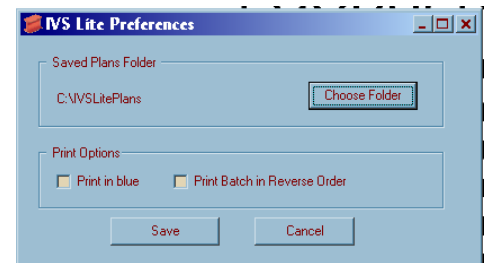 IVS Lite Preferences
Saved Plans Folder
C:\IVSLitePlans
Choose Folder
Print Options
Print in blue
Print Batch in Reverse Order
Save
Cancel